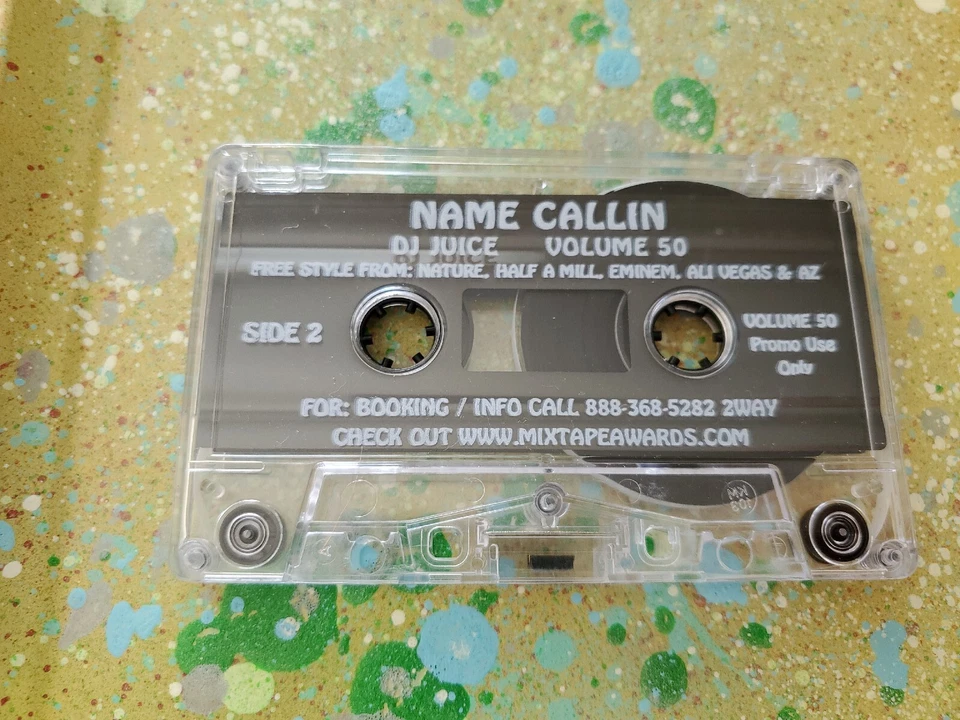 NAME CALLIN
DJ JUICE VOLUME 50
FREE STYLE FROM: NATURE, HALF A MILL, EMINEM, ALI VEGAS & AZ
SIDE 2
VOLUME 50
Promo Use
Only
FOR: BOOKING / INFO CALL 888-368-5282 2WAY
CHECK OUT WWW.MIXTAPEAWARDS.COM